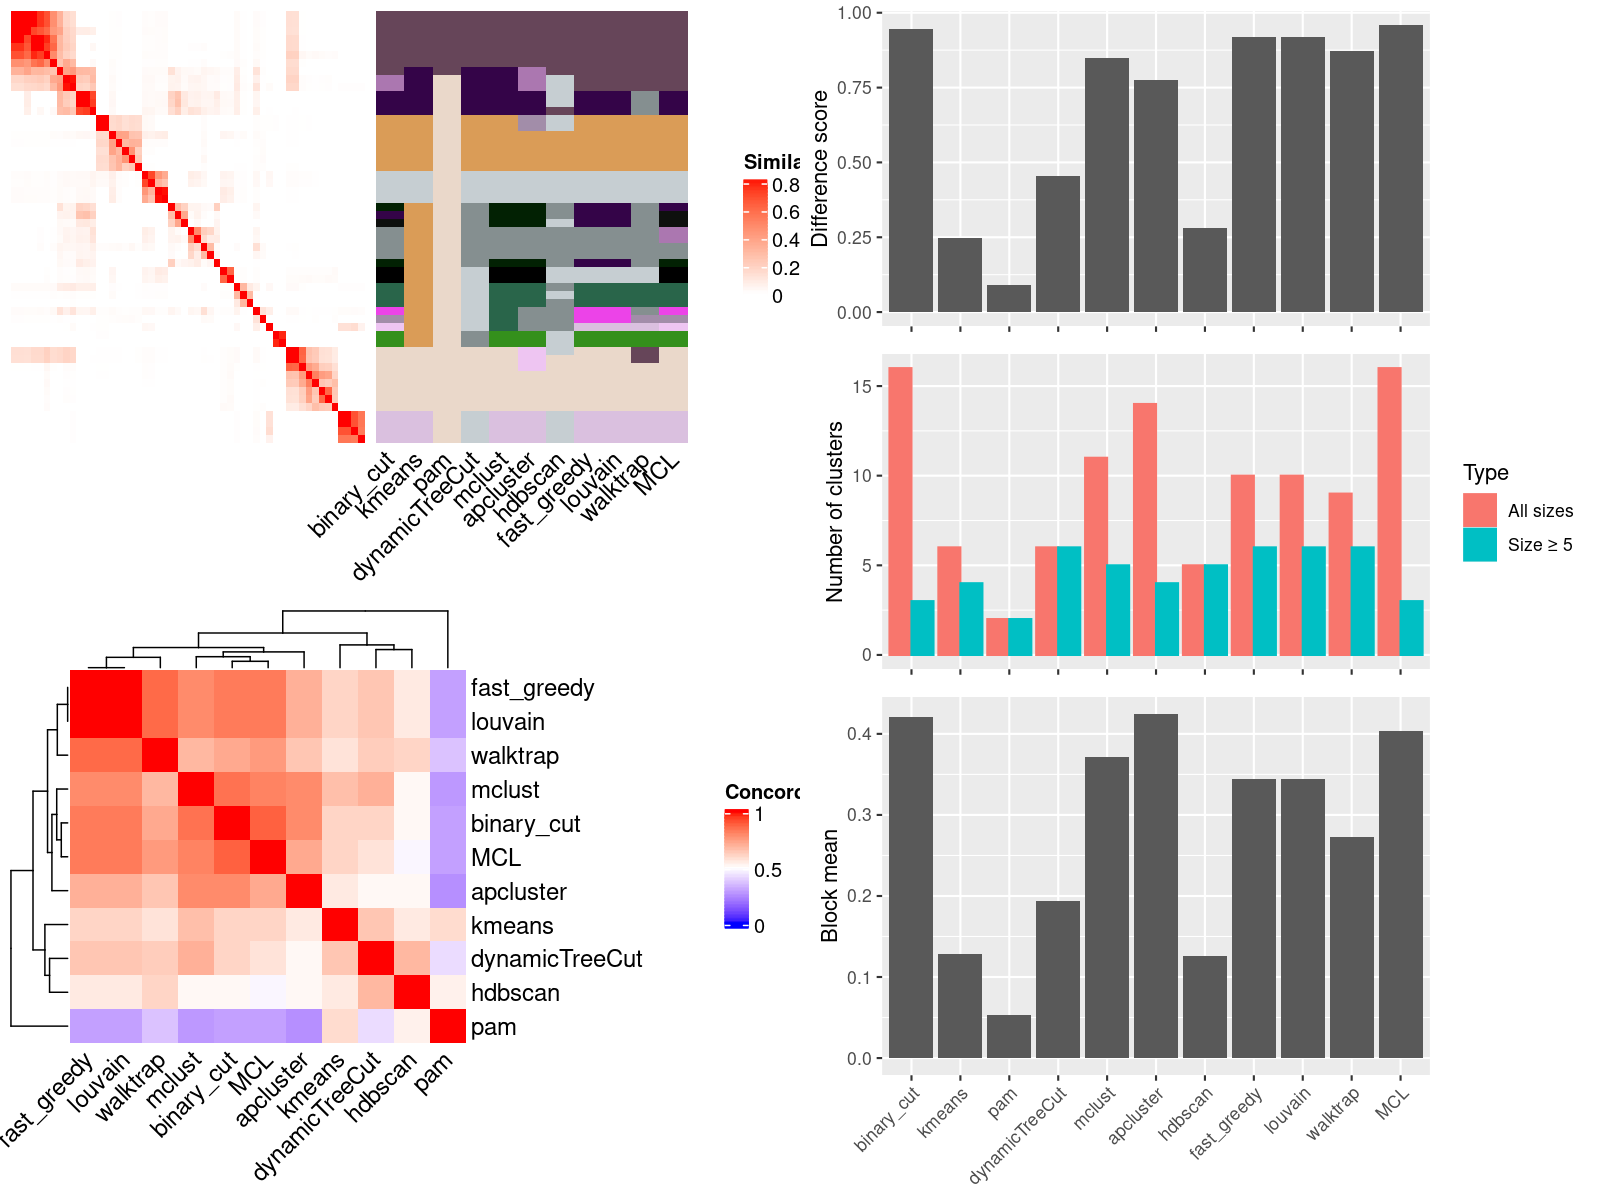 Simila
0.8
0.6
0.4
0.2
0
binary_cut
kmeans
pam
dynamicTreeCut
mclust
apcluster
hdbscan
fast_greedy
louvain
walktrap
MCL
fast_greedy
louvain
walktrap
mclust
binary_cut
MCL
apcluster
kmeans
dynamicTreeCut
hdbscan
pam
Concord
1
0.5
0
fast_greedy
louvain
walktrap
mclust
binary_cut
MCL
apcluster
kmeans
dynamicTreeCut
hdbscan
pam
Difference score
1.00
0.75
0.50
0.25
0.00
Number of clusters
15
10
5
0
Type
All sizes
Size ≥ 5
Block mean
0.4
0.3
0.2
0.1
0.0
binary_cut
kmeans
pam
dynamicTreeCut
mclust
apcluster
hdbscan
fast_greedy
louvain
walktrap
MCL